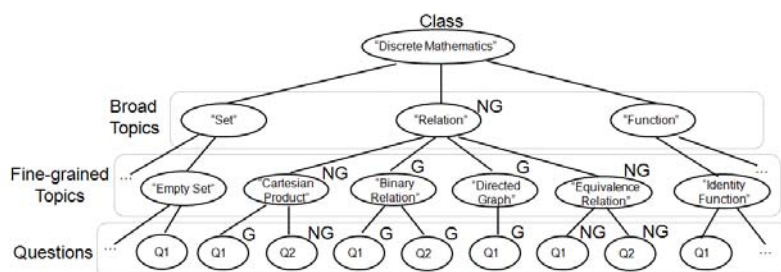 Class
"Discrete Mathematics"
Broad
Topics
"Set"
"Relation"
NG
"Function"
Fine-grained
Topics
...
"Empty Set"
"Cartesian
Product"
NG
"Binary
Relation"
G
"Directed
Graph"
G
"Equivalence
Relation"
NG
"Identity
Function"
...
Questions
...
Q1
Q1
G
Q2
NG
Q1
G
Q2
G
Q1
G
Q1
NG
Q2
NG
Q1
...